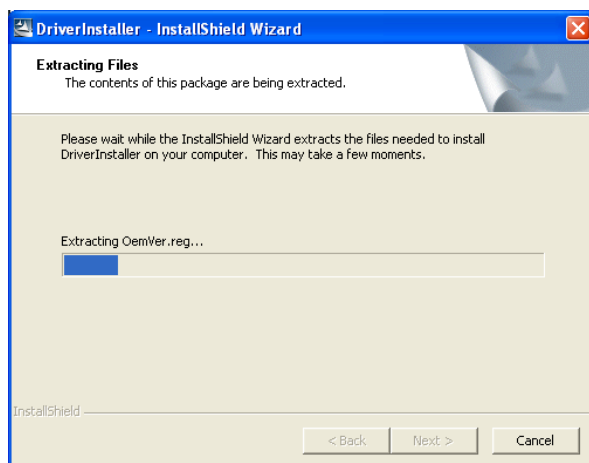 DriverInstaller - InstallShield Wizard
Extracting Files
The contents of this package are being extracted.
Please wait while the InstallShield Wizard extracts the files needed to install
DriverInstaller on your computer. This may take a few moments.
Extracting OemVer.reg...
InstallShield
< Back Next > Cancel